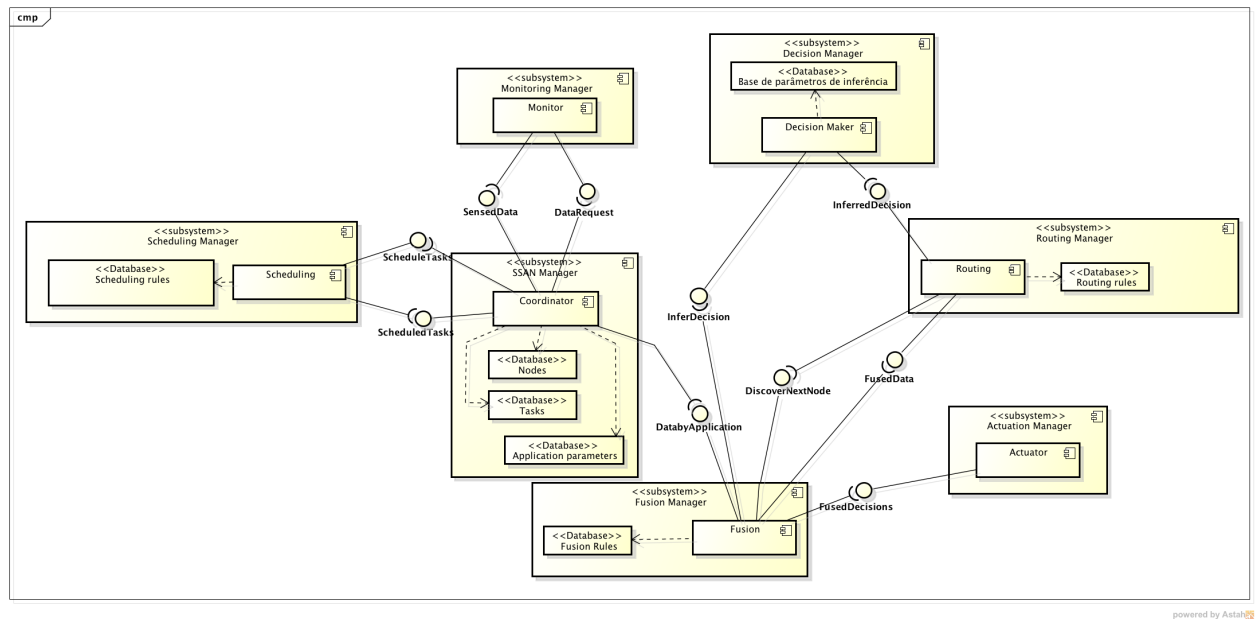 cmp
<<subsystem>>
Decision Manager
<<Database>>
Base de parâmetros de inferência
Decision Maker
<<subsystem>>
Monitoring Manager
Monitor
SensedData
DataRequest
InferredDecision
<<subsystem>>
Scheduling Manager
<<Database>>
Scheduling rules
Scheduling
ScheduleTasks
ScheduledTasks
<<subsystem>>
SSAN Manager
Coordinator
<<Database>>
Nodes
<<Database>>
Tasks
<<Database>>
Application parameters
<<subsystem>>
Routing Manager
Routing
<<Database>>
Routing rules
InferDecision
DiscoverNextNode
FusedData
DatabyApplication
<<subsystem>>
Actuation Manager
Actuator
FusedDecisions
<<subsystem>>
Fusion Manager
<<Database>>
Fusion Rules
Fusion
powered by Astah